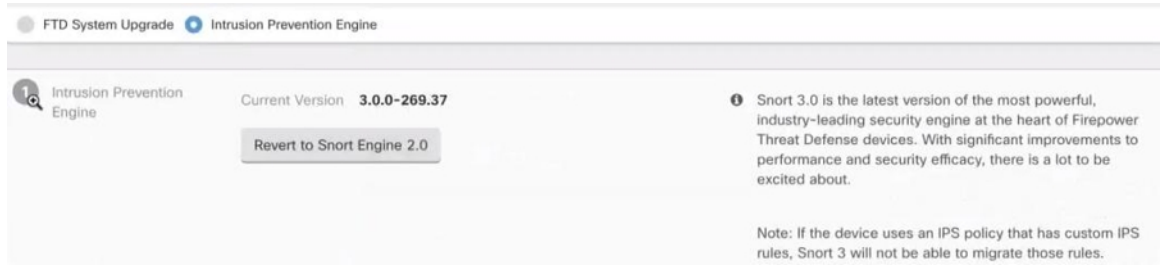 FTD System Upgrade Intrusion Prevention Engine
1
Intrusion Prevention
Engine
Current Version 3.0.0-269.37
Revert to Snort Engine 2.0
Snort 3.0 is the latest version of the most powerful,
industry-leading security engine at the heart of Firepower
Threat Defense devices. With significant improvements to
performance and security efficacy, there is a lot to be
excited about.
Note: If the device uses an IPS policy that has custom IPS
rules, Snort 3 will not be able to migrate those rules.